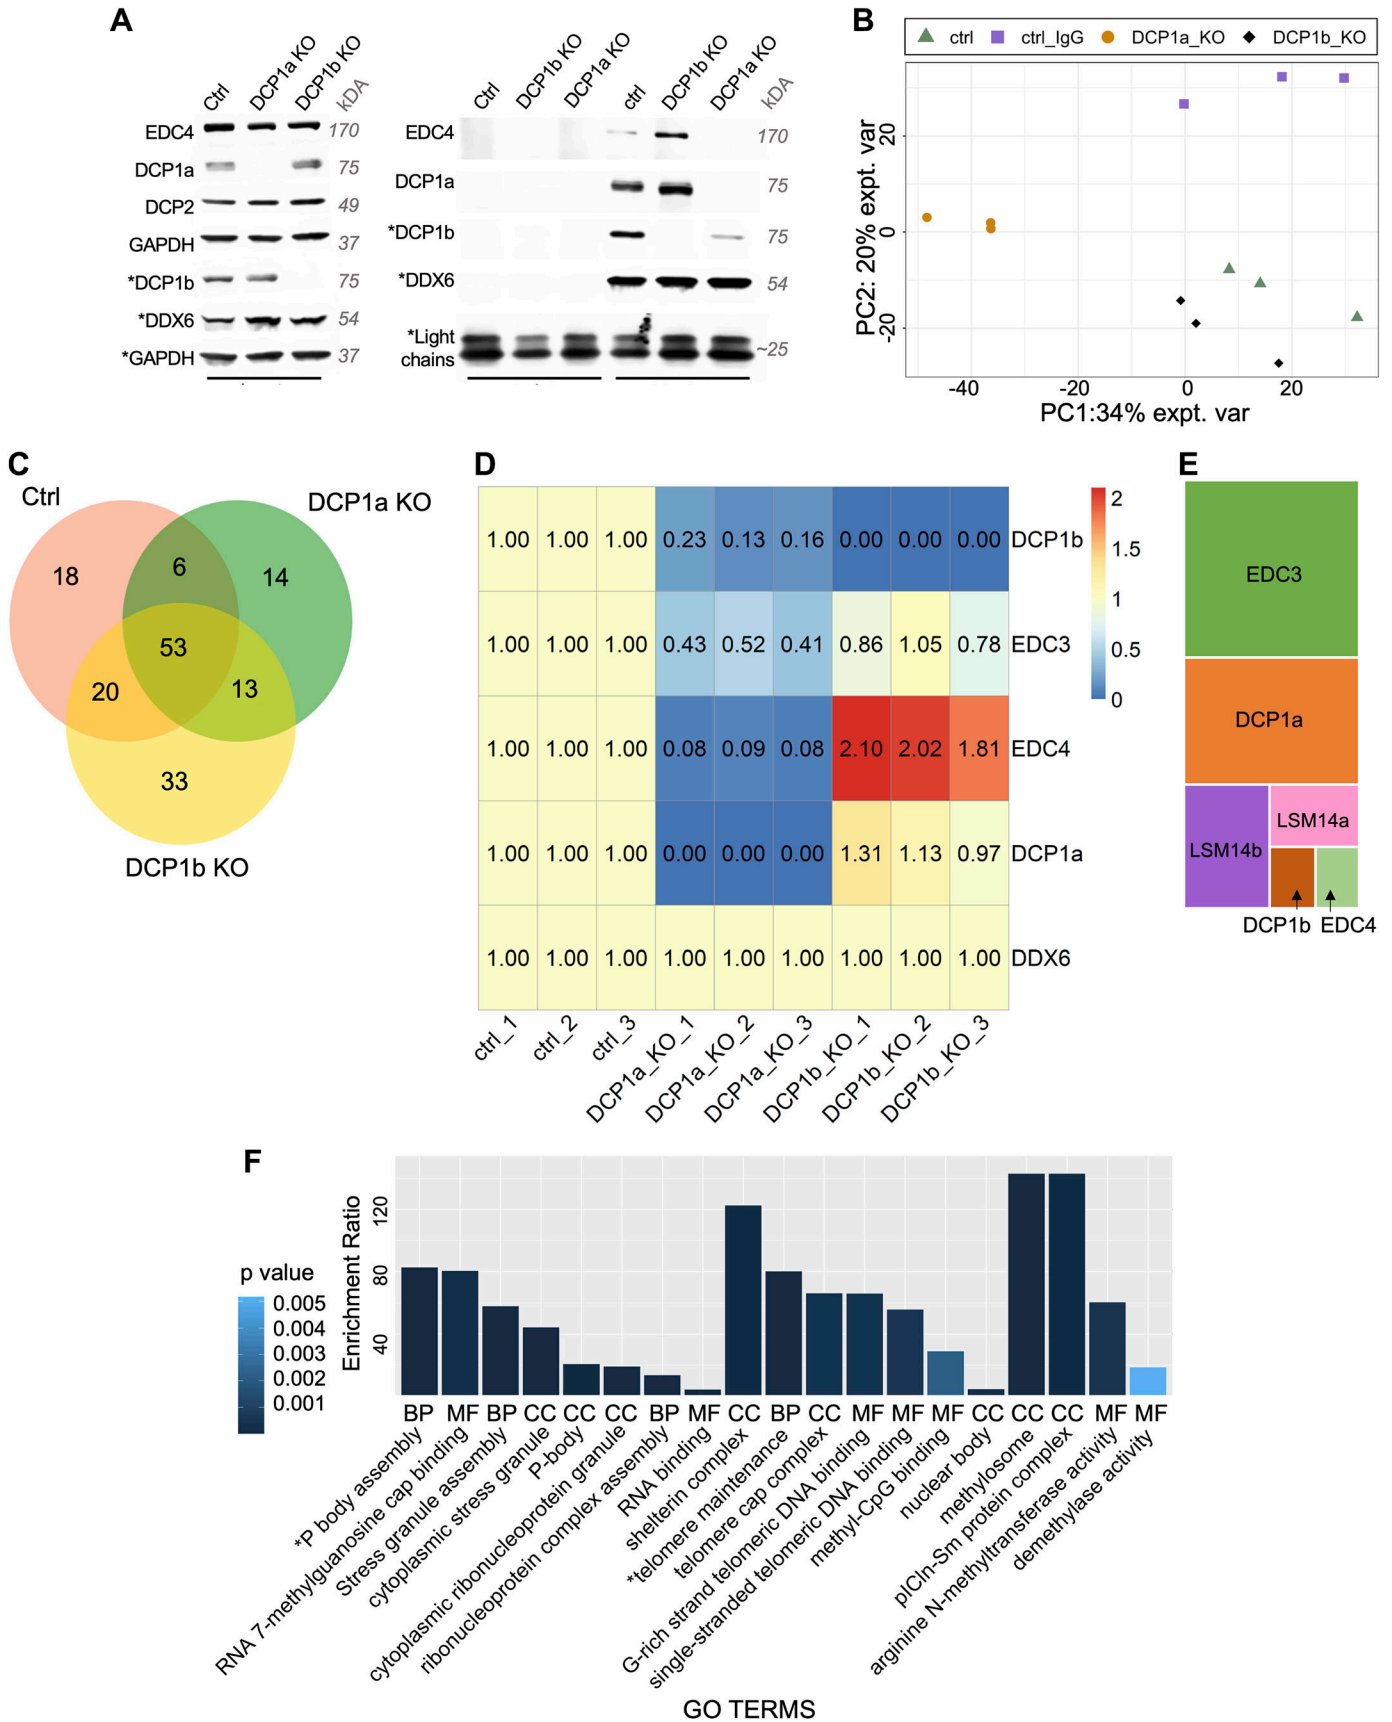 A
Ctrl
DCP1a KO
DCP1b KO
kDA
EDC4 170
DCP1a 75
DCP2 49
GAPDH 37
*DCP1b 75
*DDX6 54
*GAPDH 37
Ctrl
DCP1b KO
DCP1a KO
ctrl
DCP1b KO
DCP1a KO
kDA
EDC4 170
DCP1a 75
*DCP1b 75
*DDX6 54
*Light
chains ~25
B
ctrl ctrl_IgG DCP1a_KO DCP1b_KO
PC2: 20% expt. var
20
0
-20
-40 -20 0 20
PC1:34% expt. var
C
Ctrl
DCP1a KO
18 6 14
53
20 13
33
DCP1b KO
D
1.00 1.00 1.00 0.23 0.13 0.16 0.00 0.00 0.00 DCP1b
1.00 1.00 1.00 0.43 0.52 0.41 0.86 1.05 0.78 EDC3
1.00 1.00 1.00 0.08 0.09 0.08 2.10 2.02 1.81 EDC4
1.00 1.00 1.00 0.00 0.00 0.00 1.31 1.13 0.97 DCP1a
1.00 1.00 1.00 1.00 1.00 1.00 1.00 1.00 1.00 DDX6
ctrl_1
ctrl_2
ctrl_3
DCP1a_KO_1
DCP1a_KO_2
DCP1a_KO_3
DCP1b_KO_1
DCP1b_KO_2
DCP1b_KO_3
2
1.5
1
0.5
0
E
EDC3
DCP1a
LSM14b
LSM14a
DCP1b EDC4
F
p value
0.005
0.004
0.003
0.002
0.001
Enrichment Ratio
120
80
40
BP MF BP CC CC CC BP MF CC BP CC MF MF MF CC CC CC MF MF
*P body assembly
RNA 7-methylguanosine cap binding
Stress granule assembly
cytoplasmic stress granule
P-body
cytoplasmic ribonucleoprotein granule
ribonucleoprotein complex assembly
RNA binding
shelterin complex
*telomere maintenance
telomere cap complex
G-rich strand telomeric DNA binding
single-stranded telomeric DNA binding
methyl-CpG binding
nuclear body
methylosome
pICln-Sm protein complex
arginine N-methyltransferase activity
demethylase activity
GO TERMS